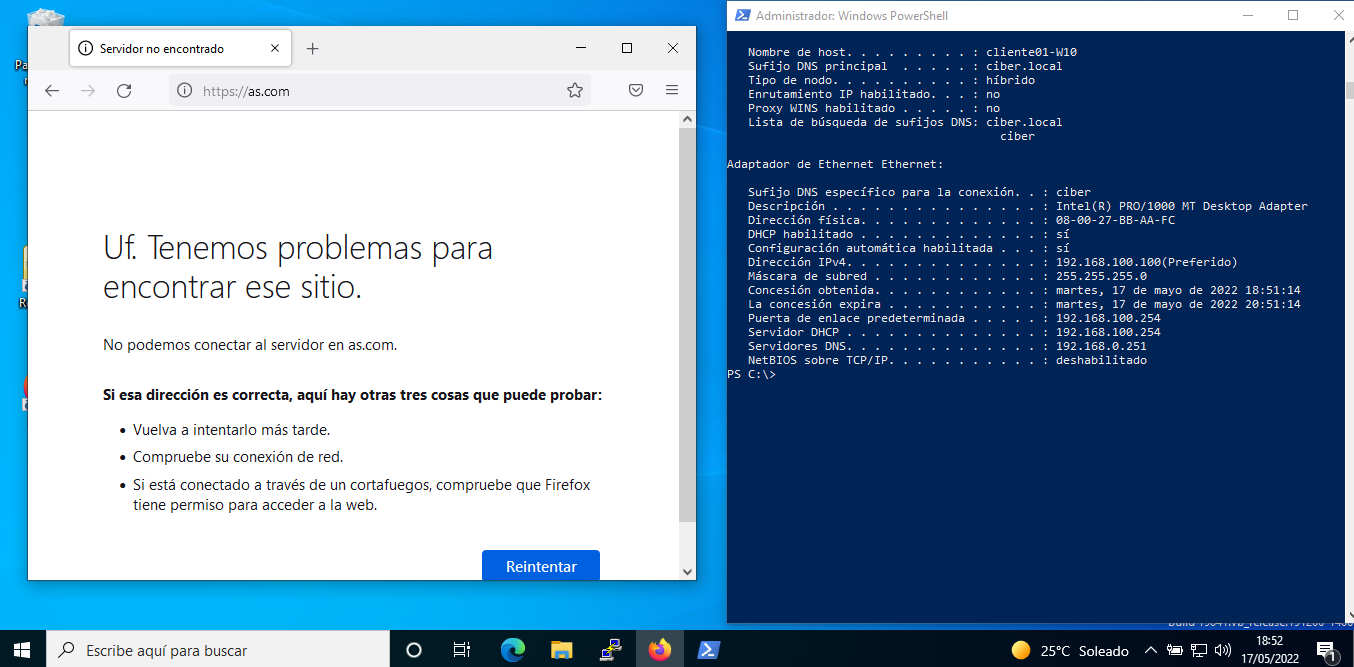 Servidor no encontrado
https://as.com
Uf. Tenemos problemas para
encontrar ese sitio.
No podemos conectar al servidor en as.com.
Si esa dirección es correcta, aquí hay otras tres cosas que puede probar:
Vuelva a intentarlo más tarde.
Compruebe su conexión de red.
Si está conectado a través de un cortafuegos, compruebe que Firefox
tiene permiso para acceder a la web.
Reintentar
Administrador: Windows PowerShell
Nombre de host. . . . . . . . . : cliente01-W10
Sufijo DNS principal  . . . . . : ciber.local
Tipo de nodo. . . . . . . . . . : híbrido
Enrutamiento IP habilitado. . . : no
Proxy WINS habilitado . . . . . : no
Lista de búsqueda de sufijos DNS: ciber.local
ciber
Adaptador de Ethernet Ethernet:
Sufijo DNS específico para la conexión. . : ciber
Descripción . . . . . . . . . . . . . . . : Intel(R) PRO/1000 MT Desktop Adapter
Dirección física. . . . . . . . . . . . . : 08-00-27-BB-AA-FC
DHCP habilitado . . . . . . . . . . . . . : sí
Configuración automática habilitada . . . : sí
Dirección IPv4. . . . . . . . . . . . . . : 192.168.100.100(Preferido)
Máscara de subred . . . . . . . . . . . . : 255.255.255.0
Concesión obtenida. . . . . . . . . . . . : martes, 17 de mayo de 2022 18:51:14
La concesión expira . . . . . . . . . . . : martes, 17 de mayo de 2022 20:51:14
Puerta de enlace predeterminada . . . . . : 192.168.100.254
Servidor DHCP . . . . . . . . . . . . . . : 192.168.100.254
Servidores DNS. . . . . . . . . . . . . . : 192.168.0.251
NetBIOS sobre TCP/IP. . . . . . . . . . . : deshabilitado
PS C:\>
Escribe aquí para buscar
25°C Soleado
18:52
17/05/2022
1